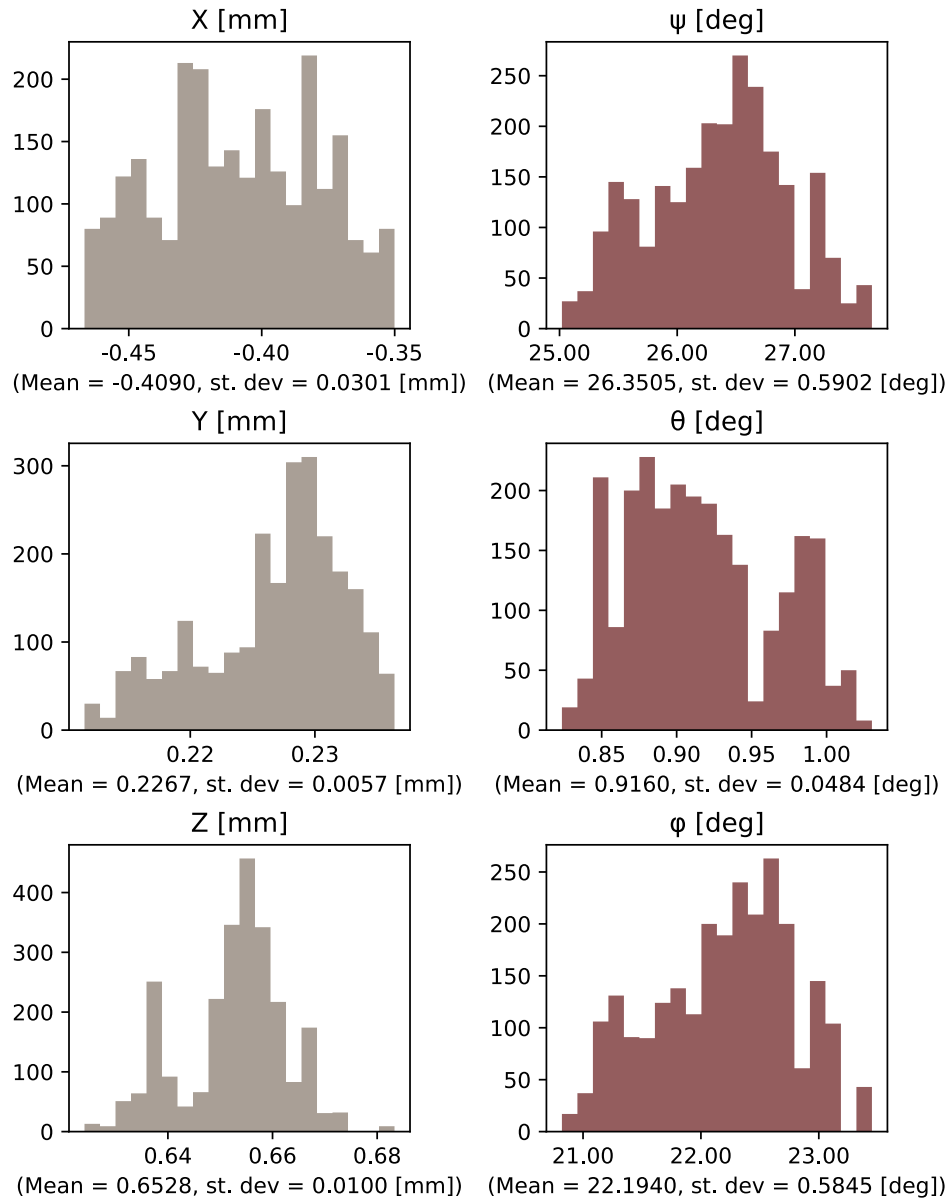 X [mm]
200
150
100
50
0
-0.45 -0.40 -0.35
(Mean = -0.4090, st. dev = 0.0301 [mm])
ψ [deg]
250
200
150
100
50
0
25.00 26.00 27.00
(Mean = 26.3505, st. dev = 0.5902 [deg])
Y [mm]
300
200
100
0
0.22 0.23
(Mean = 0.2267, st. dev = 0.0057 [mm])
θ [deg]
200
150
100
50
0
0.85 0.90 0.95 1.00
(Mean = 0.9160, st. dev = 0.0484 [deg])
Z [mm]
400
300
200
100
0
0.64 0.66 0.68
(Mean = 0.6528, st. dev = 0.0100 [mm])
φ [deg]
250
200
150
100
50
0
21.00 22.00 23.00
(Mean = 22.1940, st. dev = 0.5845 [deg])